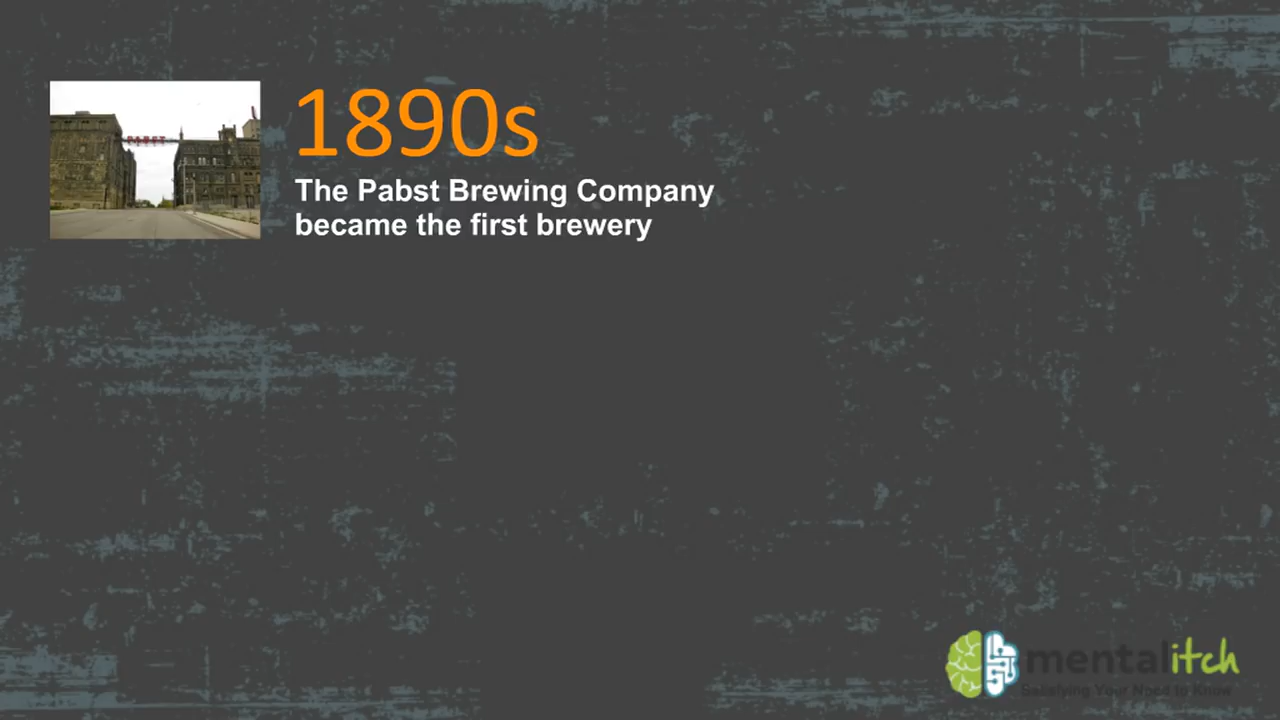 PABST
1890s
The Pabst Brewing Company
became the first brewery
mentalitch
Satisfying Your Need to Know